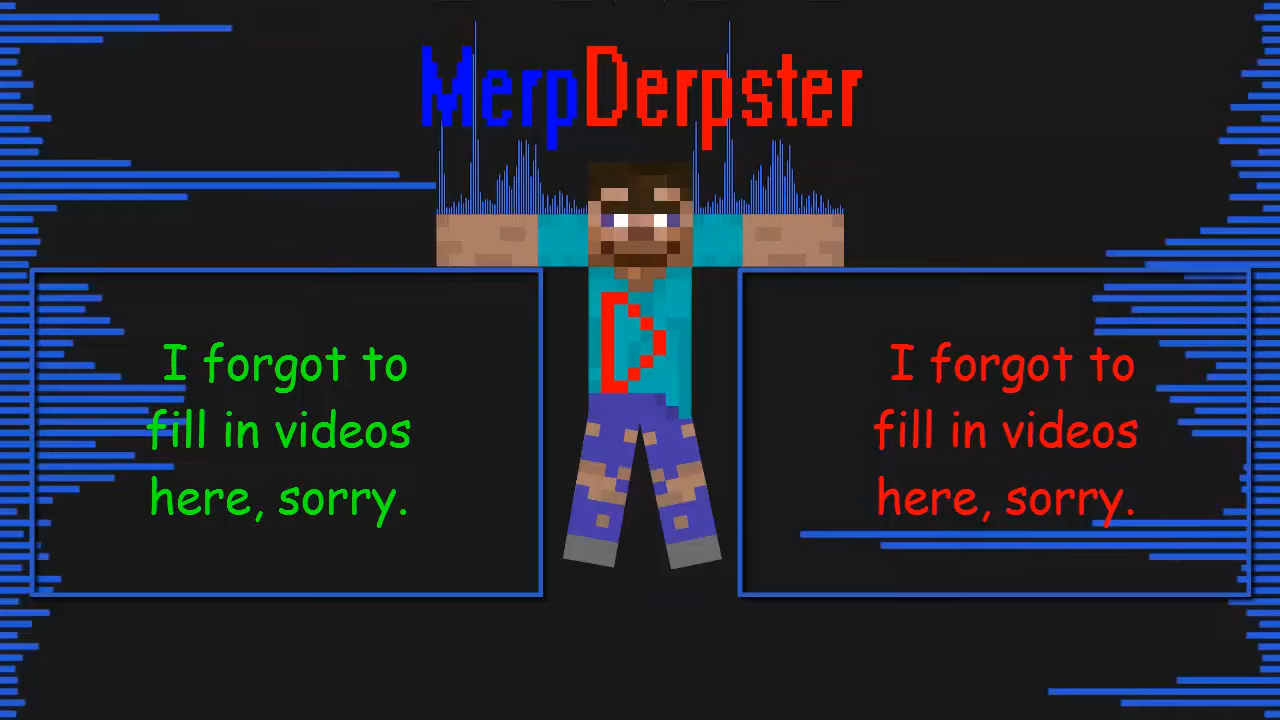 MerpDerpster
D
I forgot to
fill in videos
here, sorry.
I forgot to
fill in videos
here, sorry.